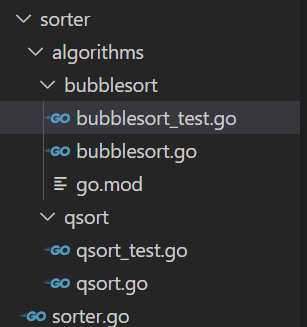 sorter
algorithms
bubblesort
GO bubblesort_test.go
GO bubblesort.go
go.mod
qsort
GO qsort_test.go
GO qsort.go
GO sorter.go